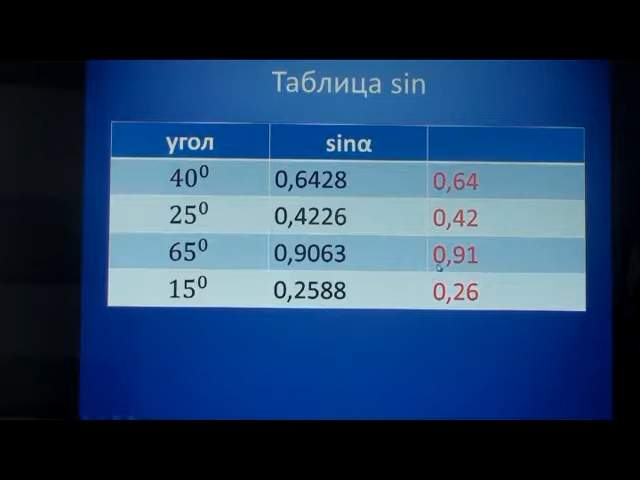 Таблица sin
угол sinα
40⁰ 0,6428 0,64
25⁰ 0,4226 0,42
65⁰ 0,9063 0,91
15⁰ 0,2588 0,26